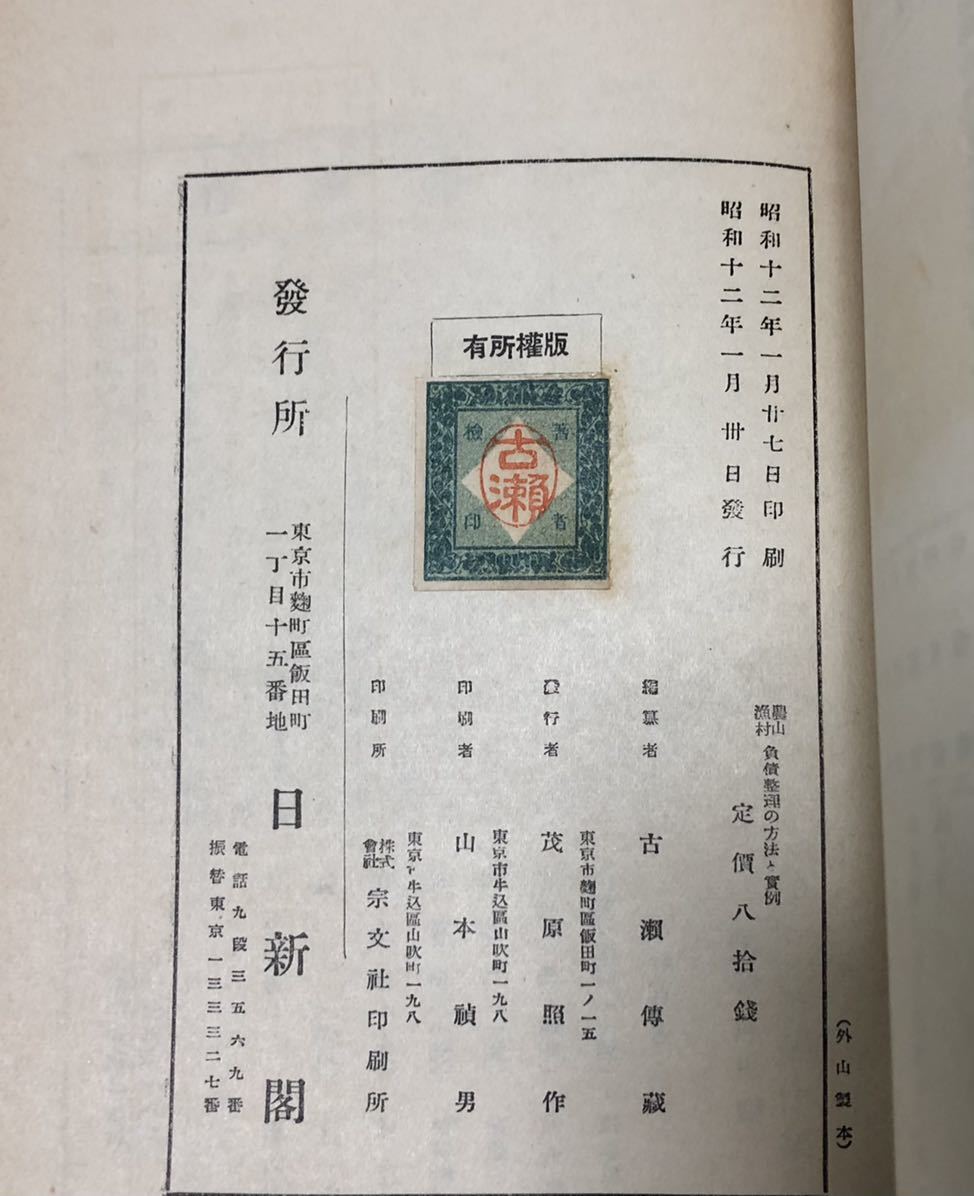 昭和十二年一月廿七日印刷
昭和十二年一月卅日發行
農山漁村 負債整理の方法と實例
定價八拾錢
有所權版
著者
檢印
古瀨
編纂者 古瀨傳藏
東京市麴町區飯田町一ノ一五
發行者 茂原照作
東京市牛込區山吹町一九八
印刷者 山本禎男
東京市牛込區山吹町一九八
印刷所 株式會社 宗文社印刷所
發行所 東京市麴町區飯田町一丁目十五番地 日新閣
電話九段三五六九番
振替東京一三三三二七番
(外山製本)